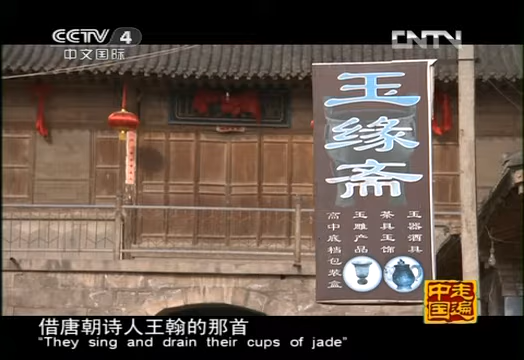 CCTV 4
中文国际
CNTV
玉缘斋
玉器酒具
茶具玉饰
玉雕产品
高中底档包装盒
走遍中国
借唐朝诗人王翰的那首
"They sing and drain their cups of jade"